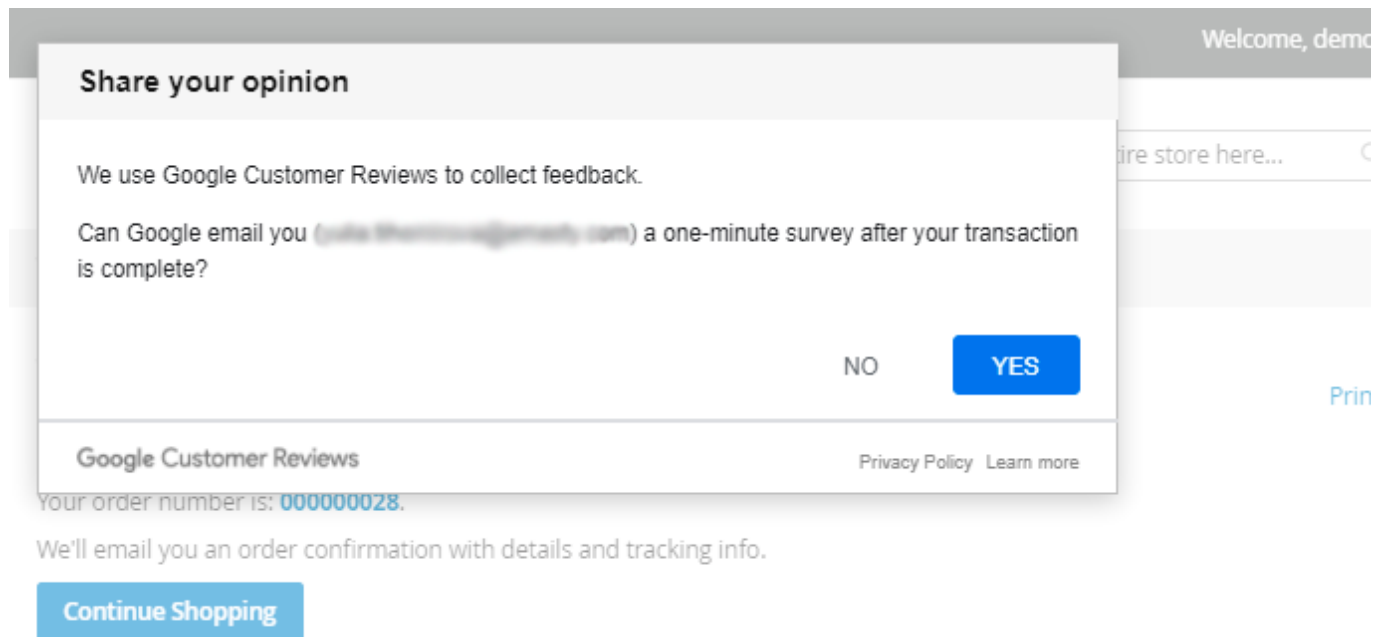 Welcome, demo
Share your opinion
ire store here...
We use Google Customer Reviews to collect feedback.
Can Google email you ( ) a one-minute survey after your transaction
is complete?
NO
YES
Prin
Google Customer Reviews
Privacy Policy Learn more
Your order number is: 000000028.
We'll email you an order confirmation with details and tracking info.
Continue Shopping